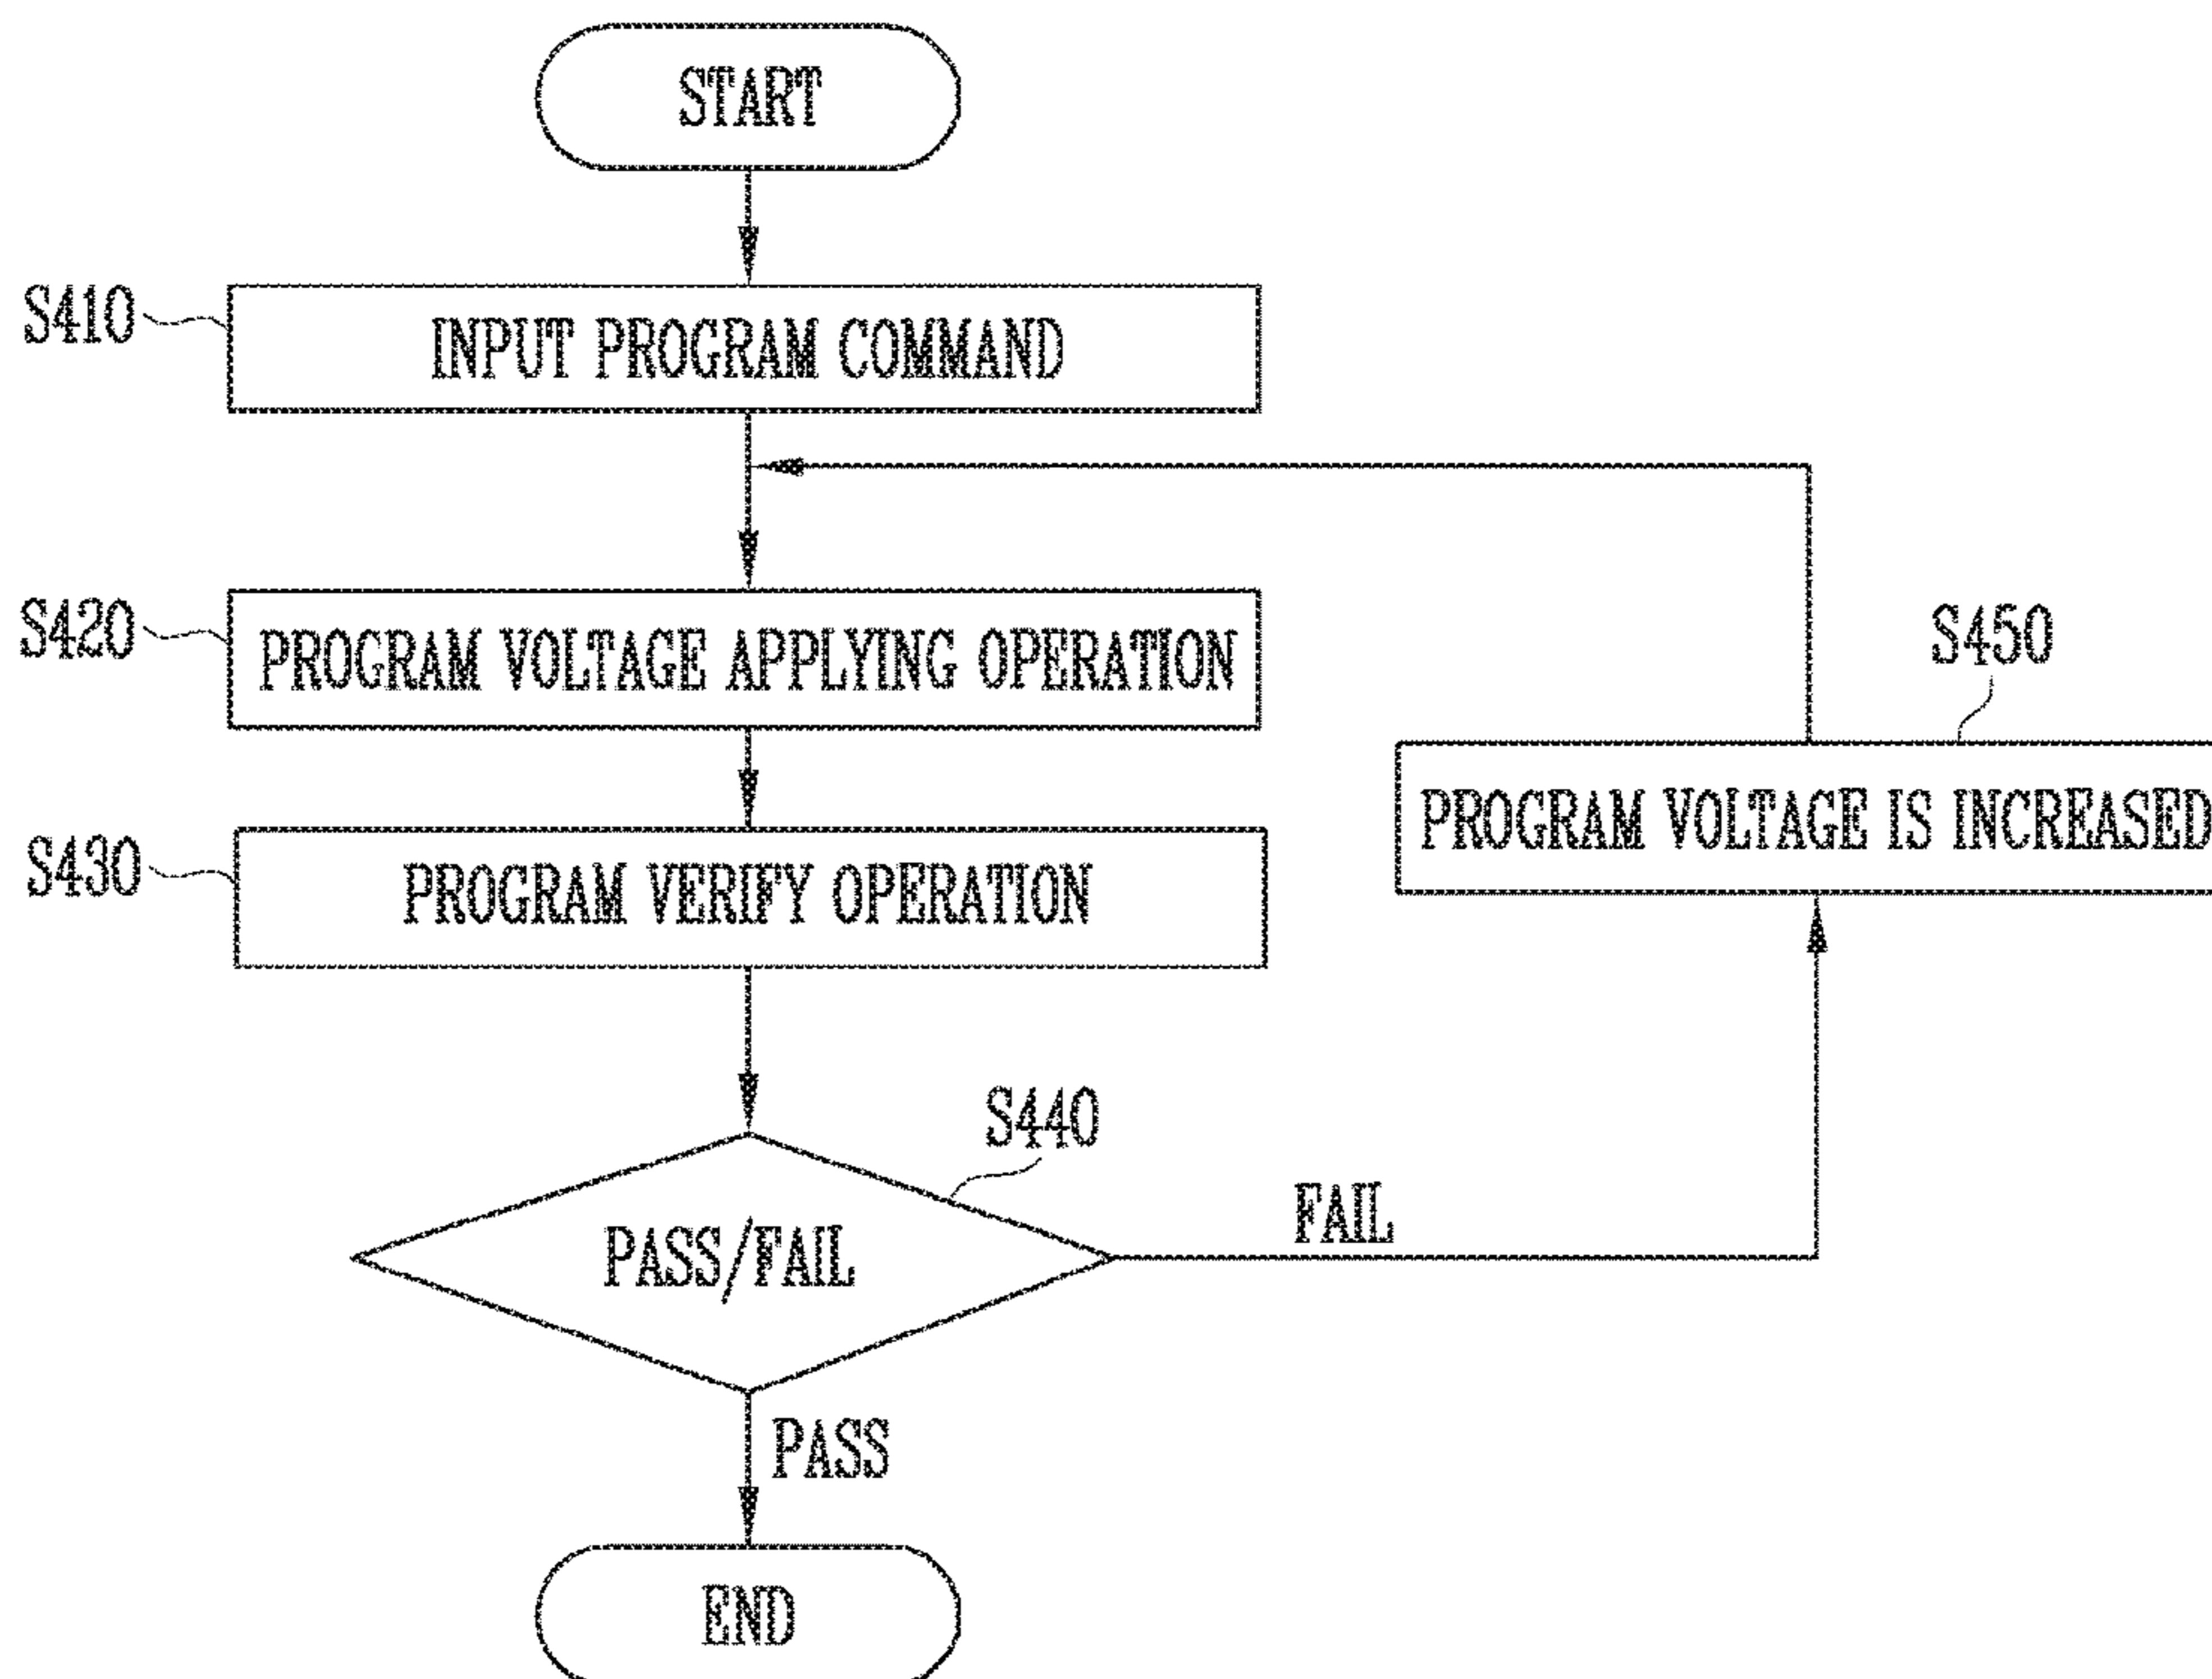 START
S410
INPUT PROGRAM COMMAND
S420
PROGRAM VOLTAGE APPLYING OPERATION
S450
PROGRAM VOLTAGE IS INCREASED
S430
PROGRAM VERIFY OPERATION
S440
PASS/FAIL
FAIL
PASS
END